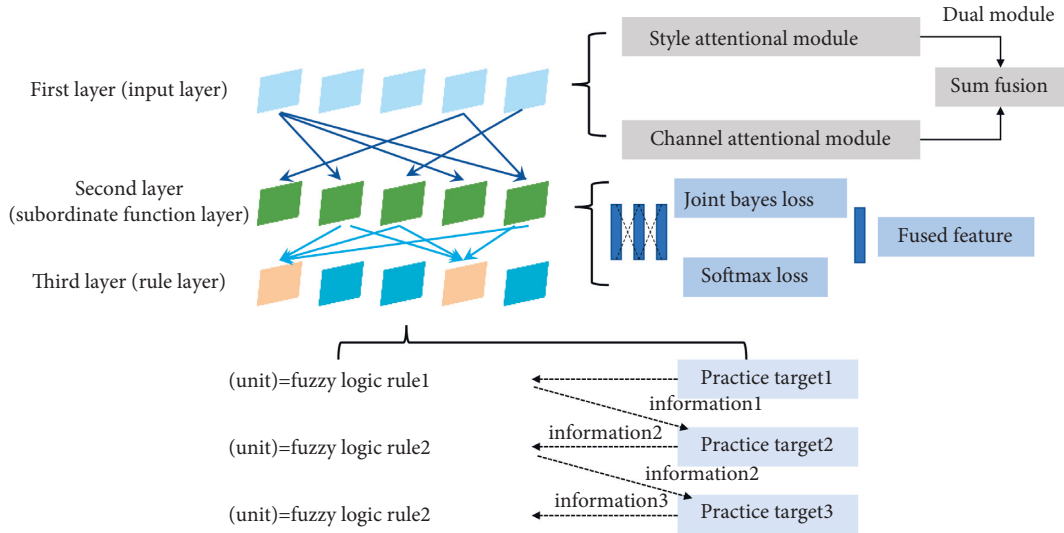 Dual module
Style attentional module
First layer (input layer)
Sum fusion
Channel attentional module
Second layer
(subordinate function layer)
Joint bayes loss
Fused feature
Third layer (rule layer)
Softmax loss
(unit)=fuzzy logic rule1
Practice target1
information1
(unit)=fuzzy logic rule2
information2
Practice target2
information2
(unit)=fuzzy logic rule2
information3
Practice target3